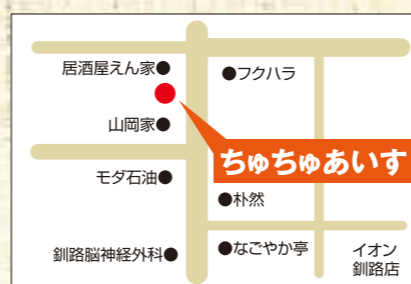 居酒屋えん家
フクハラ
山岡家
ちゅちゅあいす
モダ石油
朴然
釧路脳神経外科
なごやか亭
イオン
釧路店